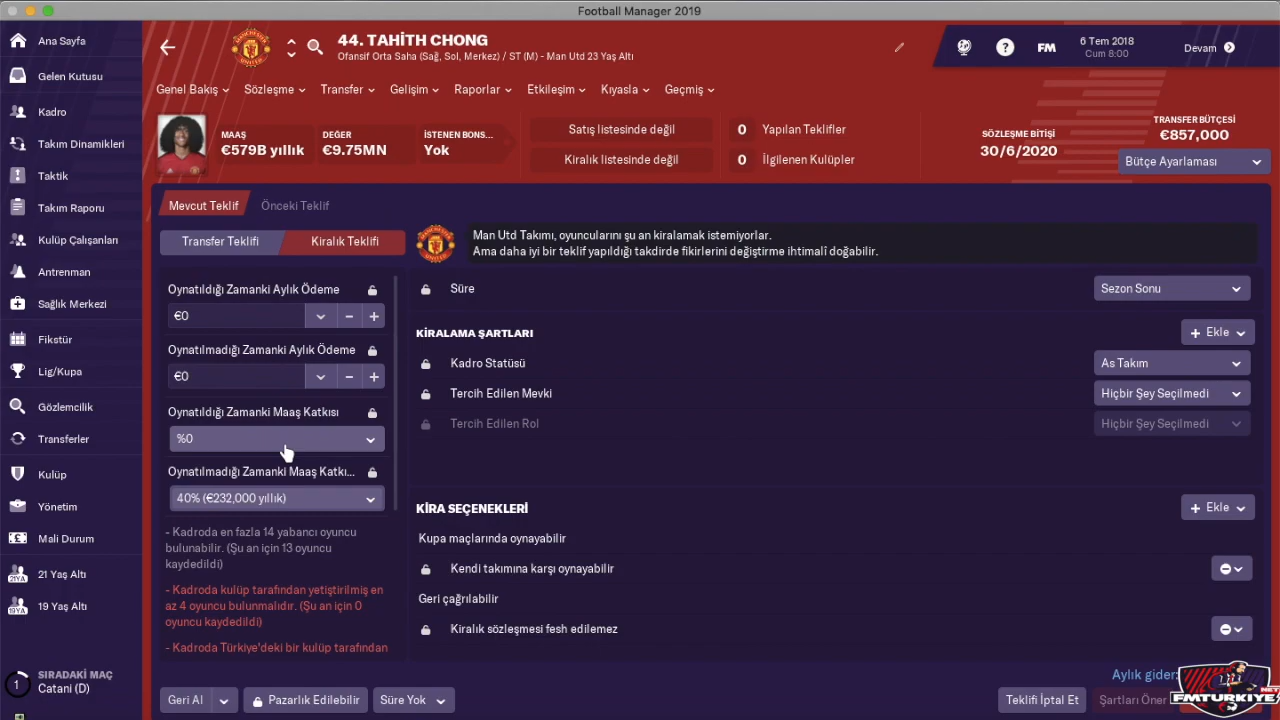 Football Manager 2019
Ana Sayfa
Gelen Kutusu
Kadro
Takım Dinamikleri
Taktik
Takım Raporu
Kulüp Çalışanları
Antrenman
Sağlık Merkezi
Fikstür
Lig/Kupa
Gözlemcilik
Transferler
Kulüp
Yönetim
Mali Durum
21YA 21 Yaş Altı
19YA 19 Yaş Altı
1 SIRADAKİ MAÇ
Catani (D)
44. TAHİTH CHONG
Ofansif Orta Saha (Sağ, Sol, Merkez) / ST (M) - Man Utd 23 Yaş Altı
FM
6 Tem 2018
Cum 8:00
Devam
Genel Bakış Sözleşme Transfer Gelişim Raporlar Etkileşim Kıyasla Geçmiş
MAAŞ
€579B yıllık
DEĞER
€9.75MN
İSTENEN BONS...
Yok
Satış listesinde değil
Kiralık listesinde değil
0 Yapılan Teklifler
0 İlgilenen Kulüpler
SÖZLEŞME BİTİŞİ
30/6/2020
TRANSFER BÜTÇESİ
€857,000
Bütçe Ayarlaması
Mevcut Teklif Önceki Teklif
Transfer Teklifi Kiralık Teklifi
Man Utd Takımı, oyuncularını şu an kiralamak istemiyorlar.
Ama daha iyi bir teklif yapıldığı takdirde fikirlerini değiştirme ihtimalî doğabilir.
Oynatıldığı Zamanki Aylık Ödeme
€0
Oynatılmadığı Zamanki Aylık Ödeme
€0
Oynatıldığı Zamanki Maaş Katkısı
%0
Oynatılmadığı Zamanki Maaş Katkı...
40% (€232,000 yıllık)
- Kadroda en fazla 14 yabancı oyuncu
bulunabilir. (Şu an için 13 oyuncu
kaydedildi)
- Kadroda kulüp tarafından yetiştirilmiş en
az 4 oyuncu bulunmalıdır. (Şu an için 0
oyuncu kaydedildi)
- Kadroda Türkiye'deki bir kulüp tarafından
Süre
Sezon Sonu
KİRALAMA ŞARTLARI
+ Ekle
Kadro Statüsü
As Takım
Tercih Edilen Mevki
Hiçbir Şey Seçilmedi
Tercih Edilen Rol
Hiçbir Şey Seçilmedi
KİRA SEÇENEKLERİ
+ Ekle
Kupa maçlarında oynayabilir
Kendi takımına karşı oynayabilir
Geri çağrılabilir
Kiralık sözleşmesi fesh edilemez
Aylık gider:
Geri Al Pazarlık Edilebilir Süre Yok
Teklifi İptal Et Şartları Öner
FMTURKIYE.NET